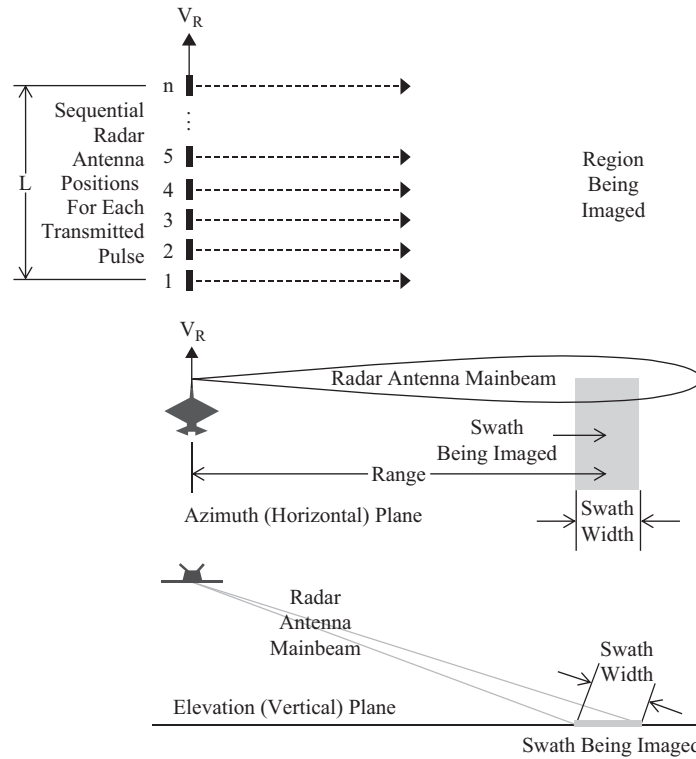 V_R
n
Sequential
Radar
Antenna
Positions
For Each
Transmitted
Pulse
L
⋮
5
4
3
2
1
Region
Being
Imaged
V_R
Radar Antenna Mainbeam
Swath
Being Imaged
Range
Azimuth (Horizontal) Plane
Swath
Width
Radar
Antenna
Mainbeam
Swath
Width
Elevation (Vertical) Plane
Swath Being Imaged